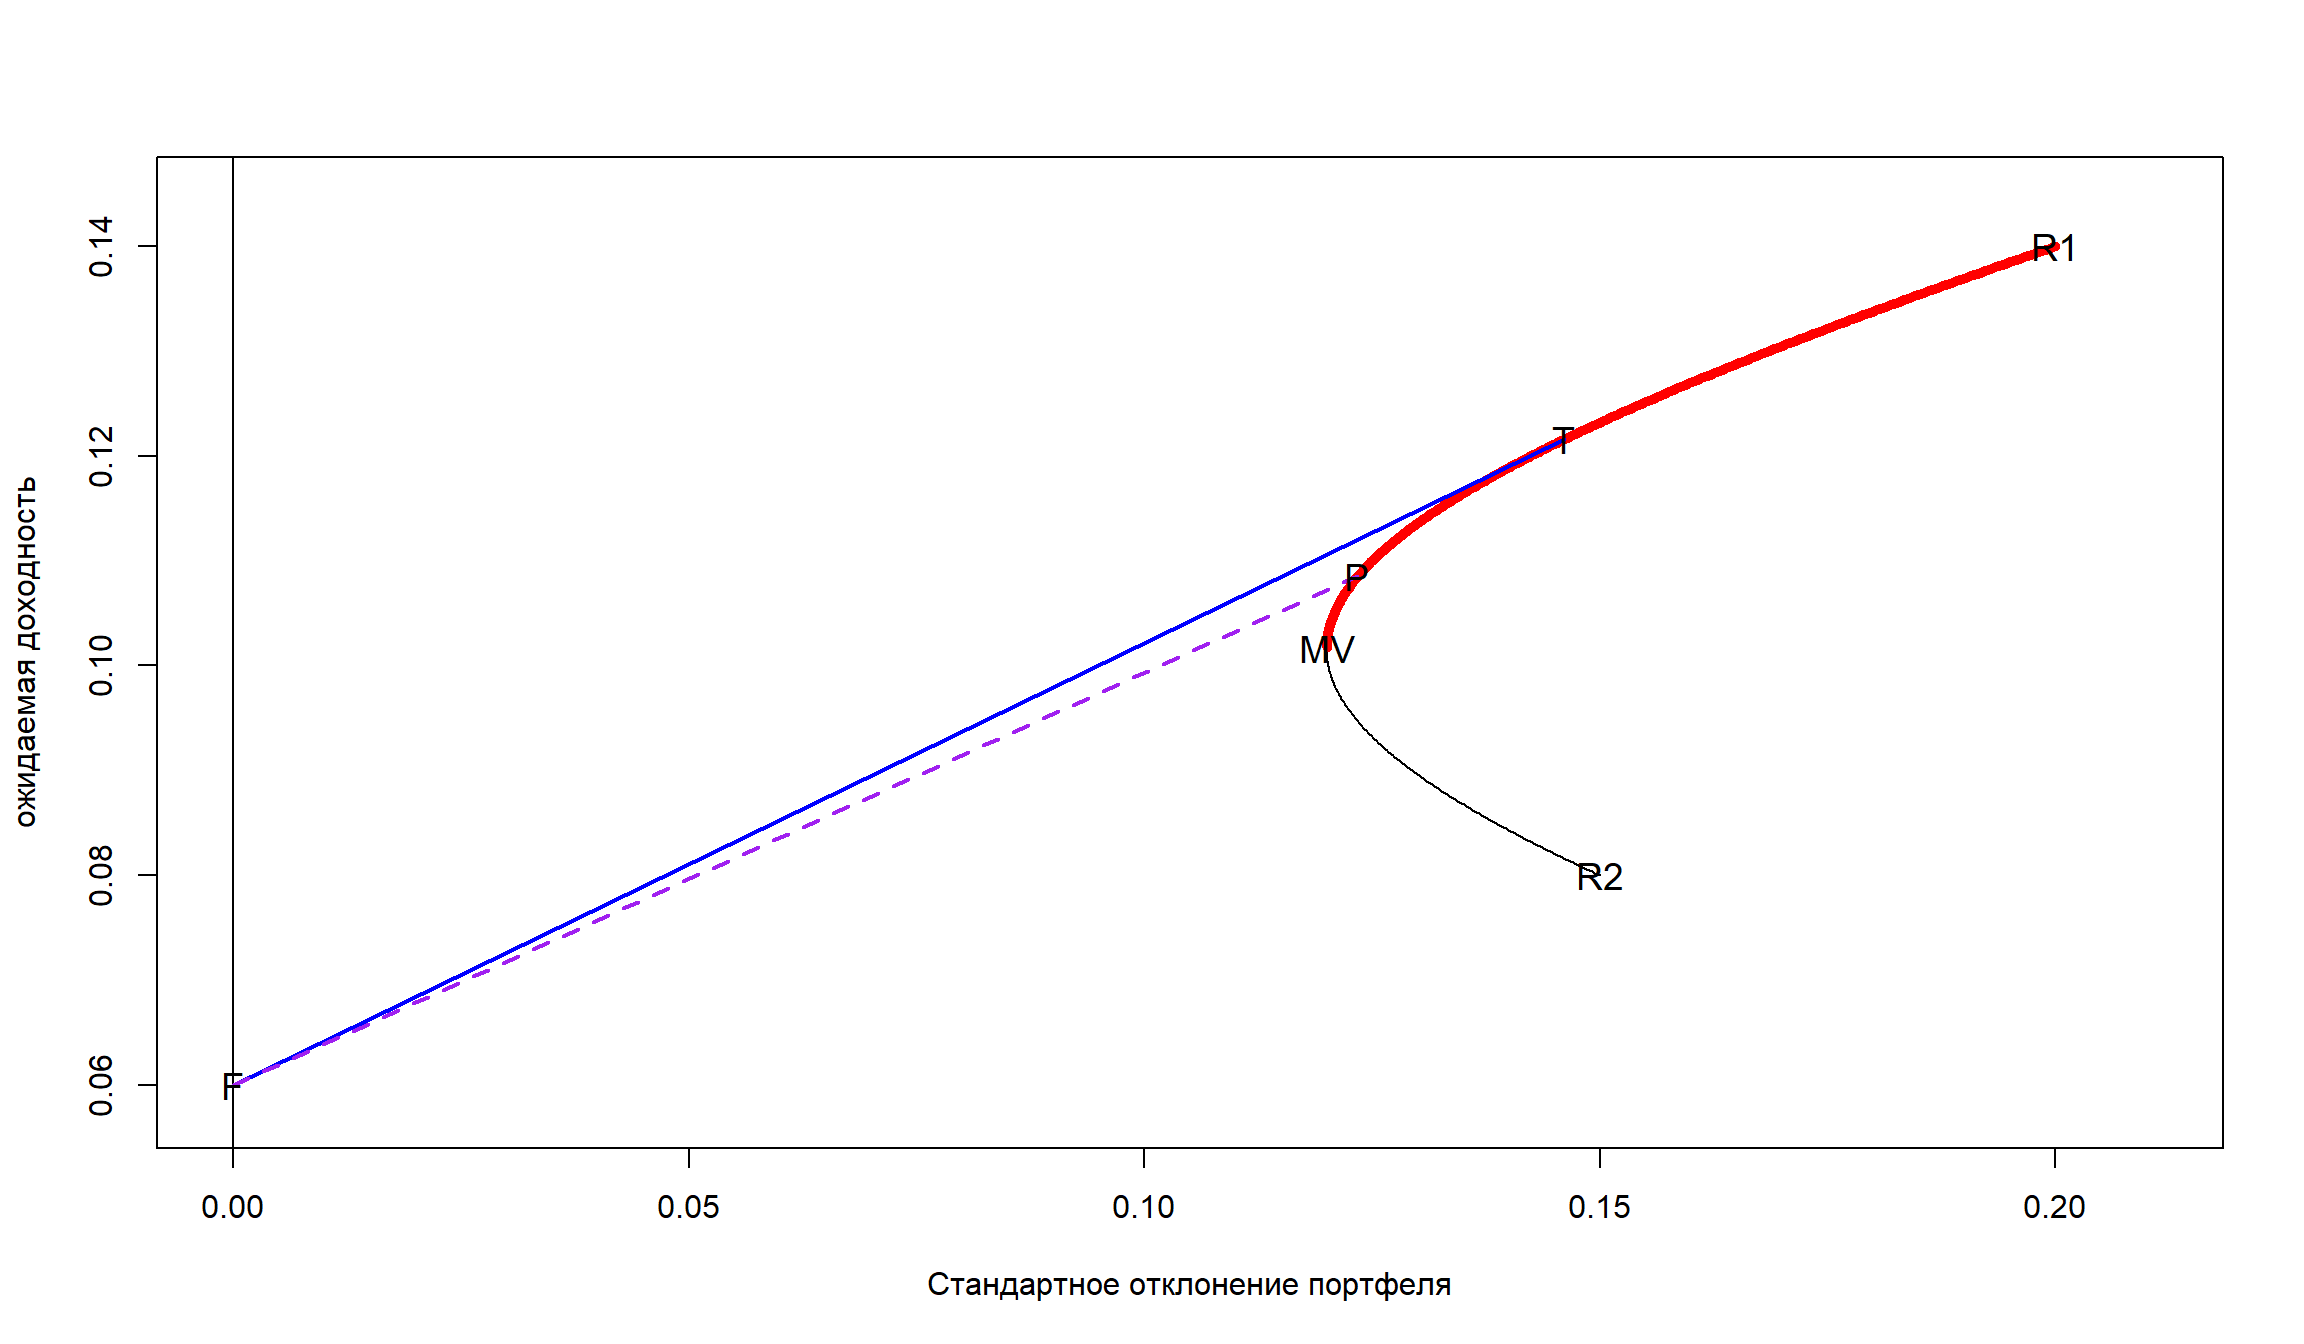 ожидаемая доходность
0.14
0.12
0.10
0.08
0.06
R1
T
P
MV
R2
F
0.00 0.05 0.10 0.15 0.20
Стандартное отклонение портфеля